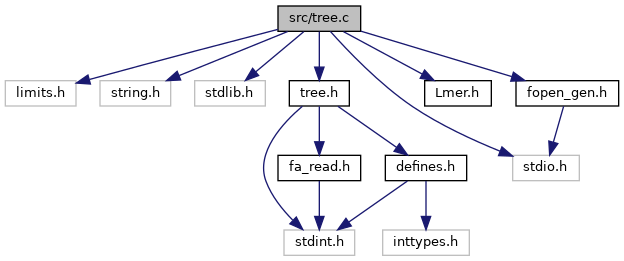 src/tree.c
limits.h
string.h
stdlib.h
tree.h
Lmer.h
fopen_gen.h
fa_read.h
defines.h
stdio.h
stdint.h
inttypes.h